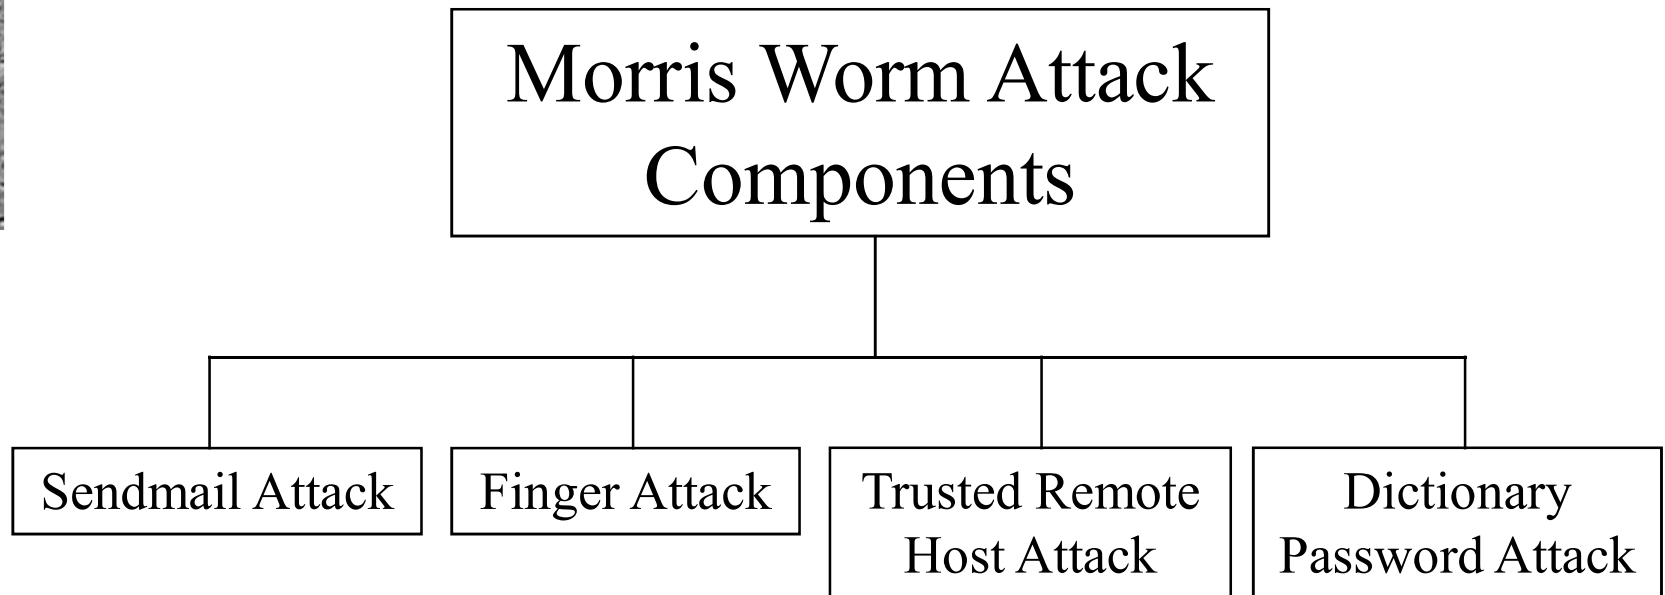 Morris Worm Attack
Components
Sendmail Attack
Finger Attack
Trusted Remote
Host Attack
Dictionary
Password Attack